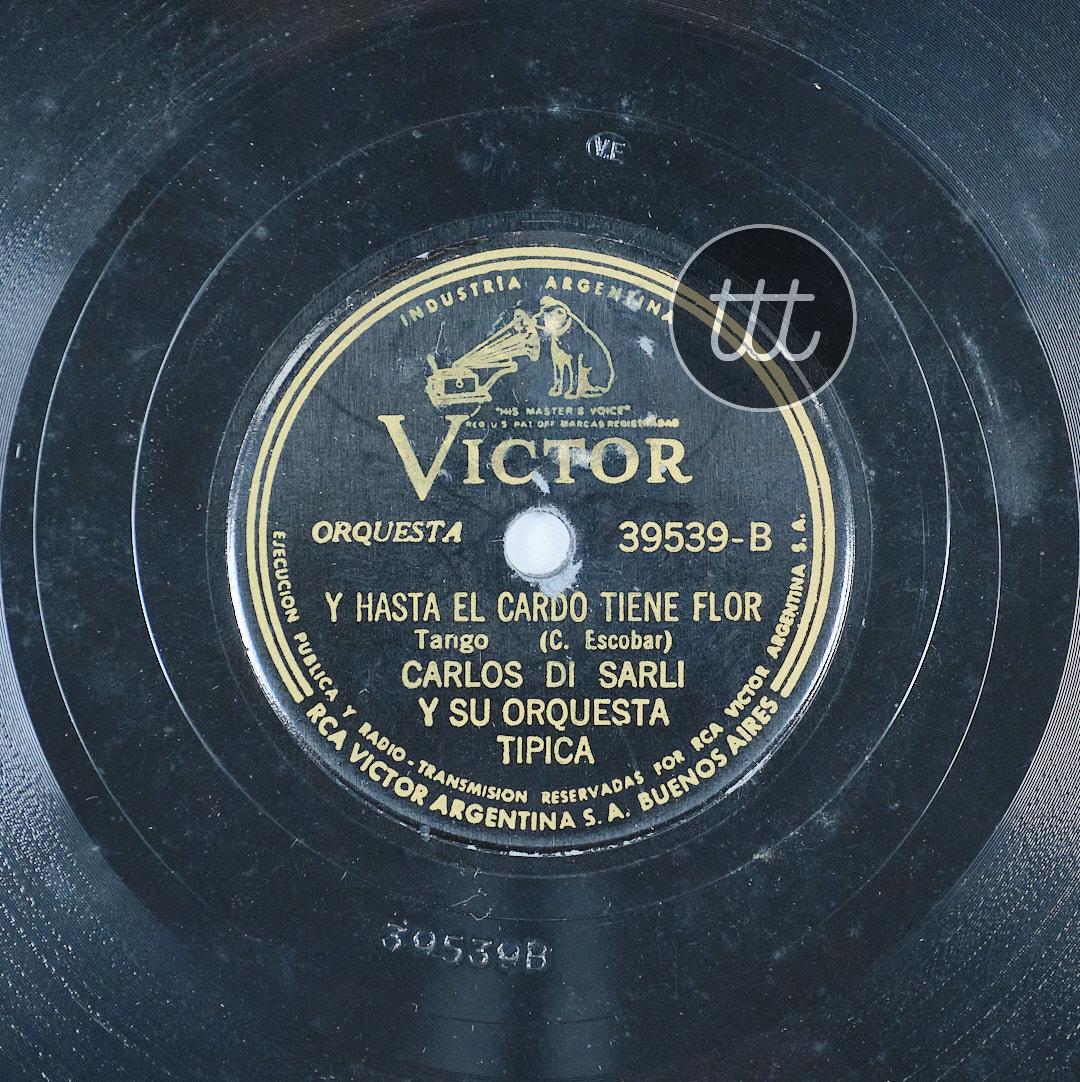 VE
ttt
INDUSTRIA ARGENTINA
"HIS MASTER'S VOICE"
REG. U S PAT OFF MARCAS REGISTRADAS
VICTOR
ORQUESTA 39539-B
Y HASTA EL CARDO TIENE FLOR
Tango (C. Escobar)
CARLOS DI SARLI
Y SU ORQUESTA
TIPICA
EJECUCION PUBLICA Y RADIO-TRANSMISION RESERVADAS POR RCA VICTOR ARGENTINA S. A.
RCA VICTOR ARGENTINA S. A. BUENOS AIRES
39539B